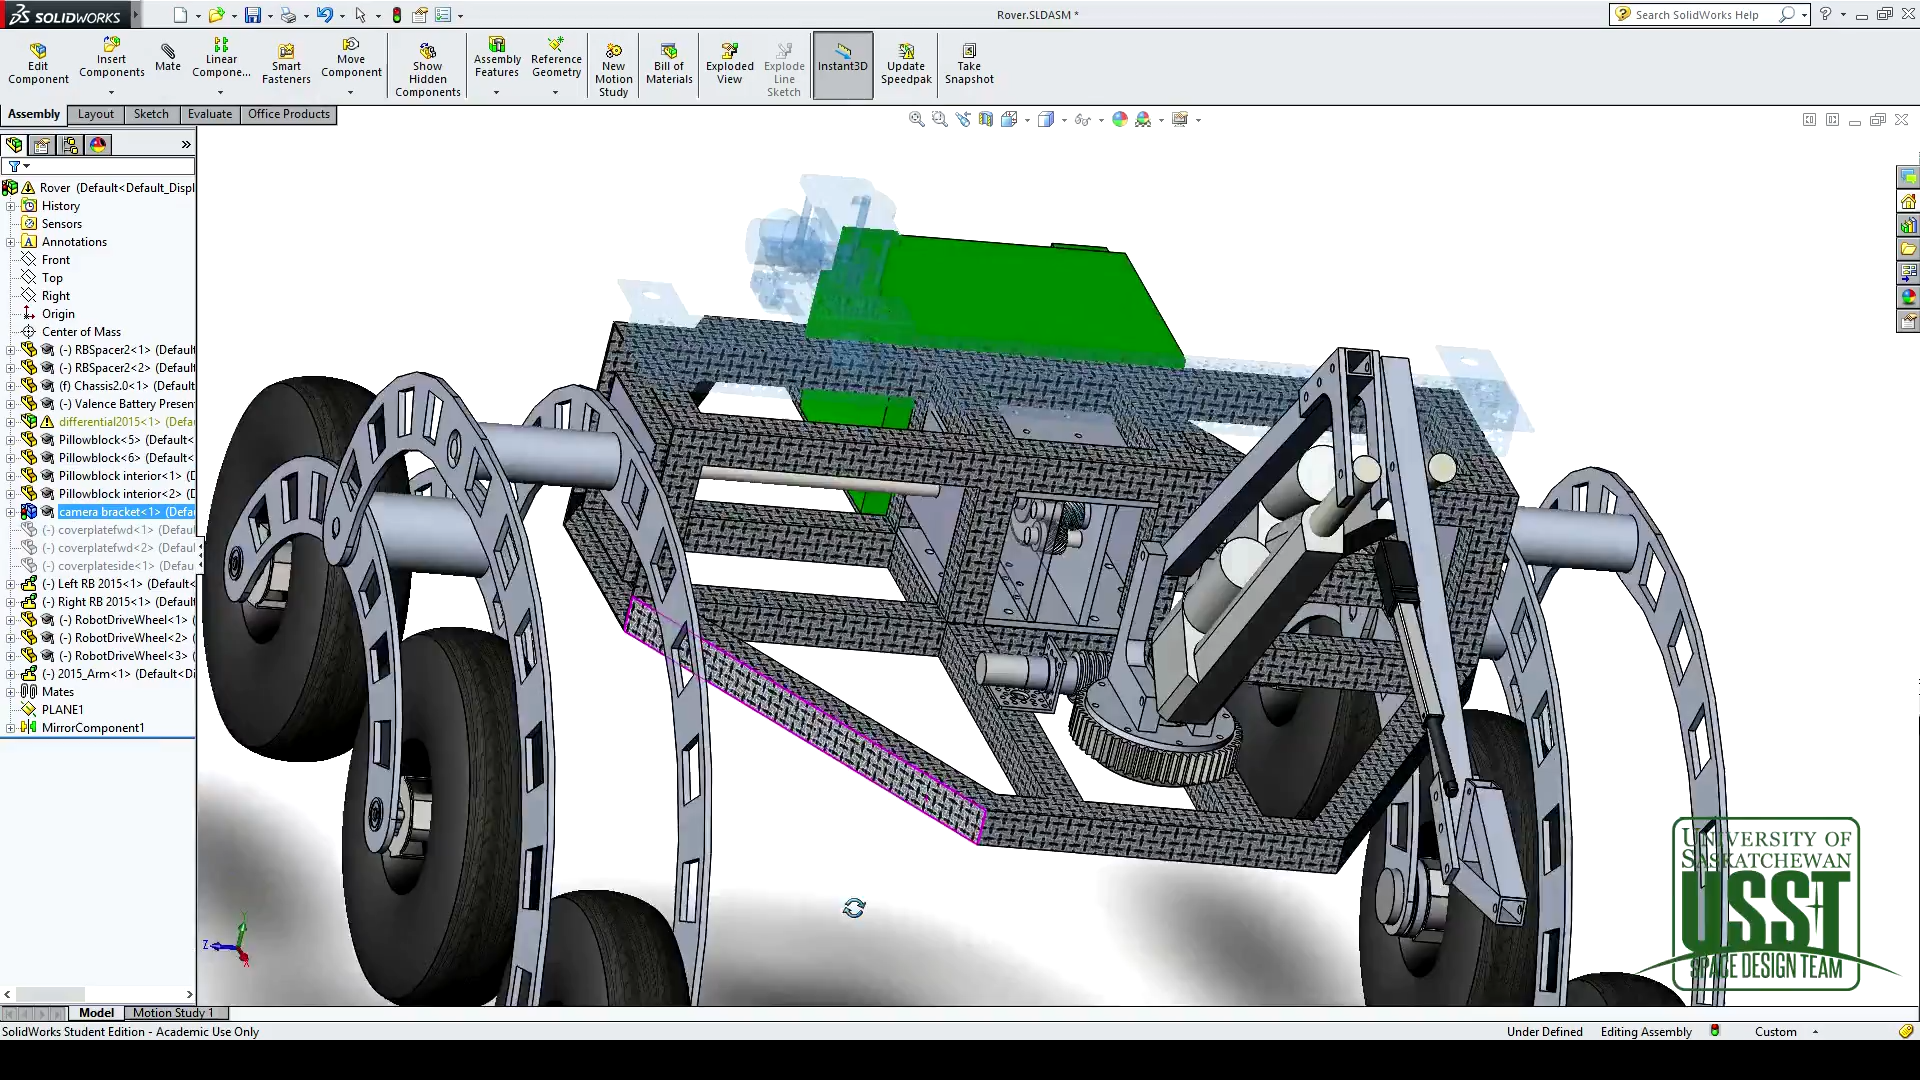 SOLIDWORKS
Rover.SLDASM *
Search SolidWorks Help
Edit Component
Insert Components
Mate
Linear Compone...
Smart Fasteners
Move Component
Show Hidden Components
Assembly Features
Reference Geometry
New Motion Study
Bill of Materials
Exploded View
Explode Line Sketch
Instant3D
Update Speedpak
Take Snapshot
Assembly
Layout
Sketch
Evaluate
Office Products
Rover (Default<Default_Displ
History
Sensors
Annotations
Front
Top
Right
Origin
Center of Mass
(-) RBSpacer2<1> (Default
(-) RBSpacer2<2> (Default
(f) Chassis2.0<1> (Default
(-) Valence Battery Presen
differential2015<1> (Defa
Pillowblock<5> (Default<
Pillowblock<6> (Default<
Pillowblock interior<1> (D
Pillowblock interior<2> (D
camera bracket<1> (Defa
(-) coverplatefwd<1> (Defaul
(-) coverplatefwd<2> (Defaul
(-) coverplateside<1> (Defau
(-) Left RB 2015<1> (Default<
(-) Right RB 2015<1> (Default
(-) RobotDriveWheel<1> (
(-) RobotDriveWheel<2> (
(-) RobotDriveWheel<3> (
(-) 2015_Arm<1> (Default<Di
Mates
PLANE1
MirrorComponent1
Y
Z
X
UNIVERSITY OF
SASKATCHEWAN
USST
SPACE DESIGN TEAM
Model
Motion Study 1
SolidWorks Student Edition - Academic Use Only
Under Defined
Editing Assembly
Custom